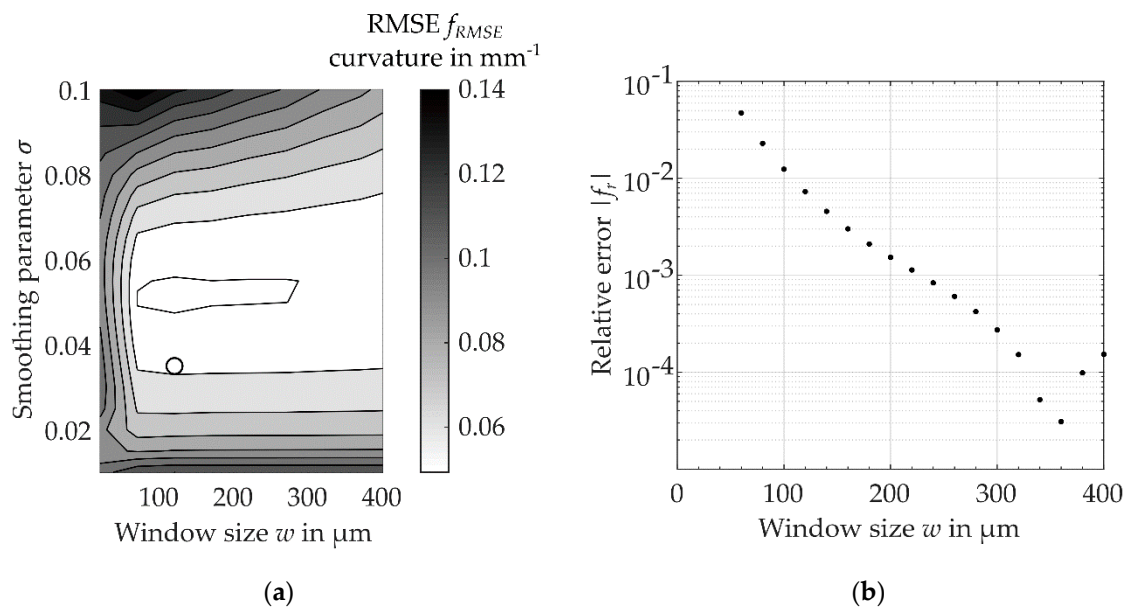 RMSE f_RMSE
curvature in mm⁻¹
0.1
0.08
0.06
0.04
0.02
Smoothing parameter σ
100 200 300 400
Window size w in µm
0.14
0.12
0.1
0.08
0.06
(a)
10⁻¹
10⁻²
10⁻³
10⁻⁴
Relative error |f_r|
0 100 200 300 400
Window size w in µm
(b)